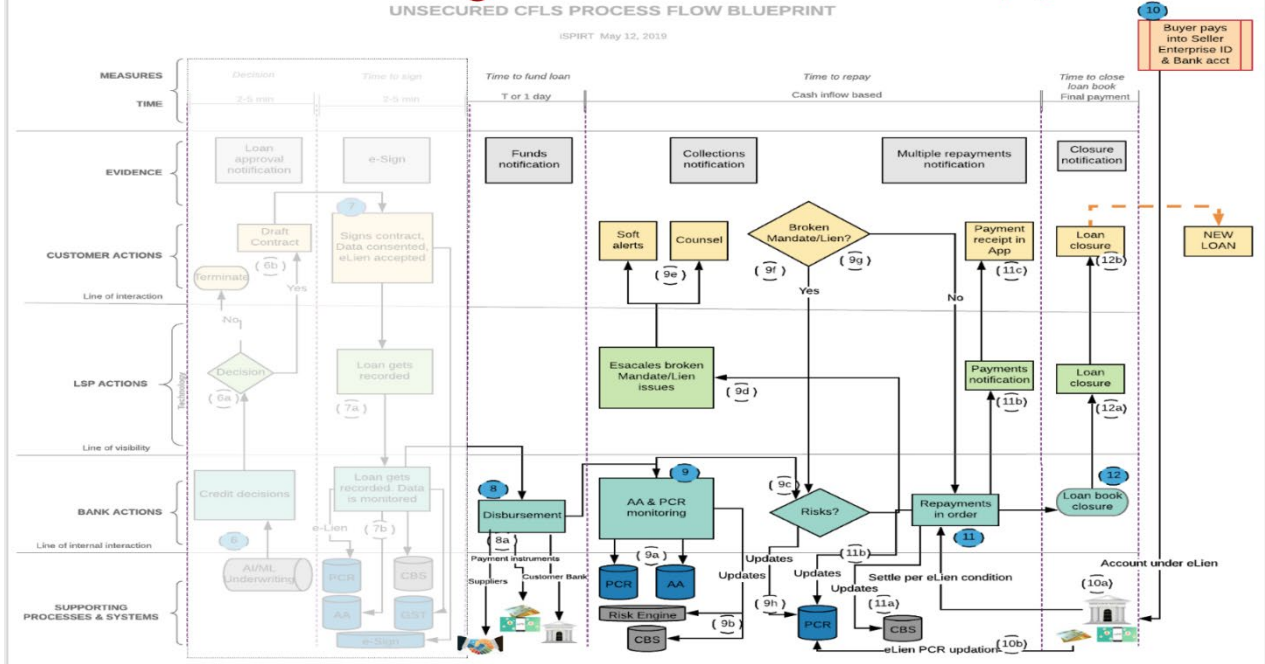 UNSECURED CFLS PROCESS FLOW BLUEPRINT
iSPIRT May 12, 2019
10
Buyer pays
into Seller
Enterprise ID
& Bank acct
MEASURES
Decision
Time to sign
Time to fund loan
Time to repay
Time to close
loan book
TIME
2-5 min
2-5 min
T or 1 day
Cash inflow based
Final payment
EVIDENCE
Loan
approval
notification
e-Sign
Funds
notification
Collections
notification
Multiple repayments
notification
Closure
notification
CUSTOMER ACTIONS
Terminate
Draft
Contract
(6b)
Yes
7
Signs contract,
Data consented,
eLien accepted
Soft
alerts
Counsel
(9e)
Broken
Mandate/Lien?
(9f)
(9g)
Yes
No
Payment
receipt in
App
(11c)
Loan
closure
(12b)
NEW
LOAN
Line of interaction
LSP ACTIONS
Technology
No
Decision
(6a)
Loan gets
recorded
(7a)
Esacales broken
Mandate/Lien
issues
(9d)
Payments
notification
(11b)
Loan
closure
(12a)
Line of visibility
BANK ACTIONS
Credit decisions
6
Loan gets
recorded. Data
is monitored
e-Lien
(7b)
8
Disbursement
(8a)
9
AA & PCR
monitoring
(9a)
9c
Risks?
Repayments
in order
11
12
Loan book
closure
Line of internal interaction
SUPPORTING
PROCESSES & SYSTEMS
AI/ML
Underwriting
PCR
CBS
AA
GST
e-Sign
Payment instruments
Suppliers
Customer Bank
PCR
AA
Risk Engine
CBS
Updates
(9b)
Updates
(9h)
Updates
(11b)
PCR
Updates
(11a)
CBS
Settle per eLien condition
Account under eLien
(10a)
eLien PCR updation
(10b)